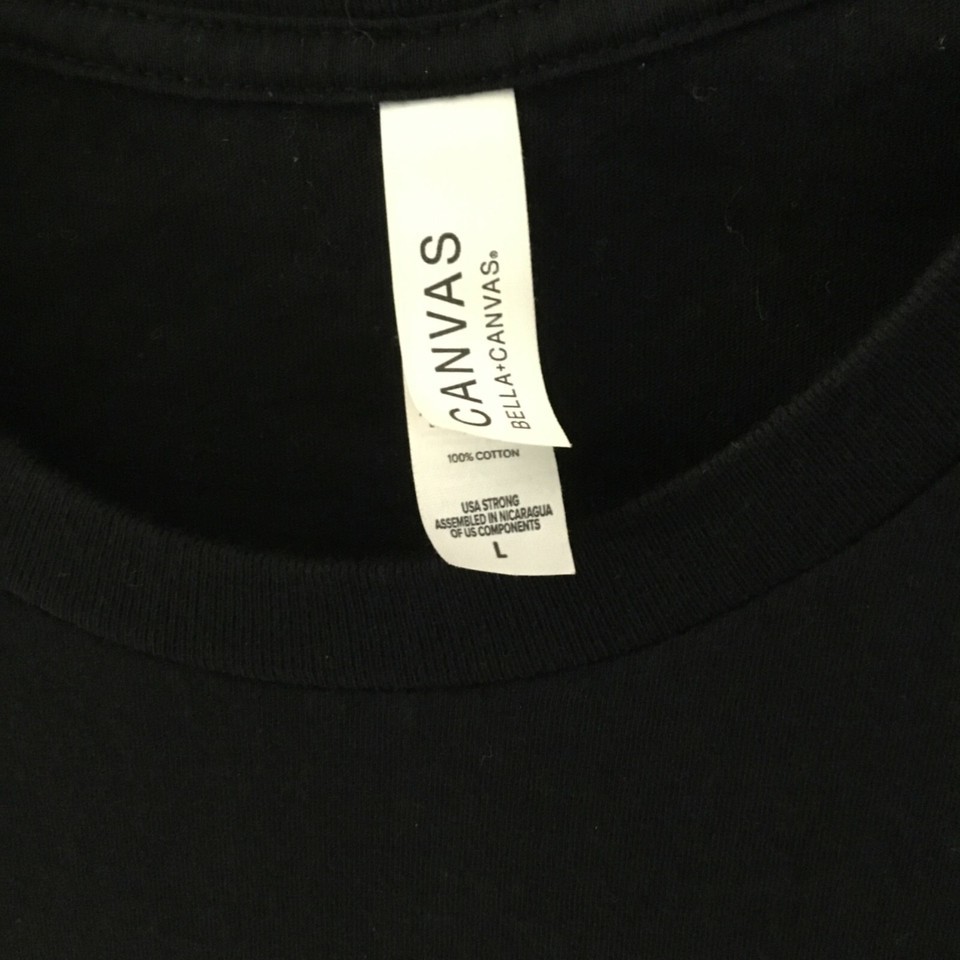 CANVAS
BELLA+CANVAS®
100% COTTON
USA STRONG
ASSEMBLED IN NICARAGUA
OF US COMPONENTS
L